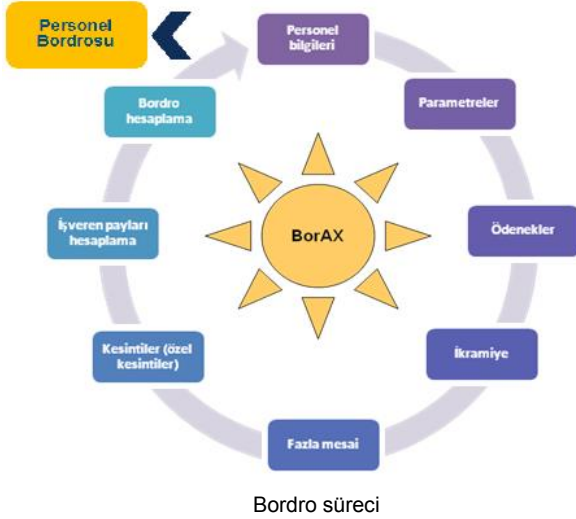 Personel
Bordrosu
Personel
bilgileri
Parametreler
Ödenekler
İkramiye
Fazla mesai
Kesintiler (özel
kesintiler)
İşveren payları
hesaplama
Bordro
hesaplama
BorAX
Bordro süreci